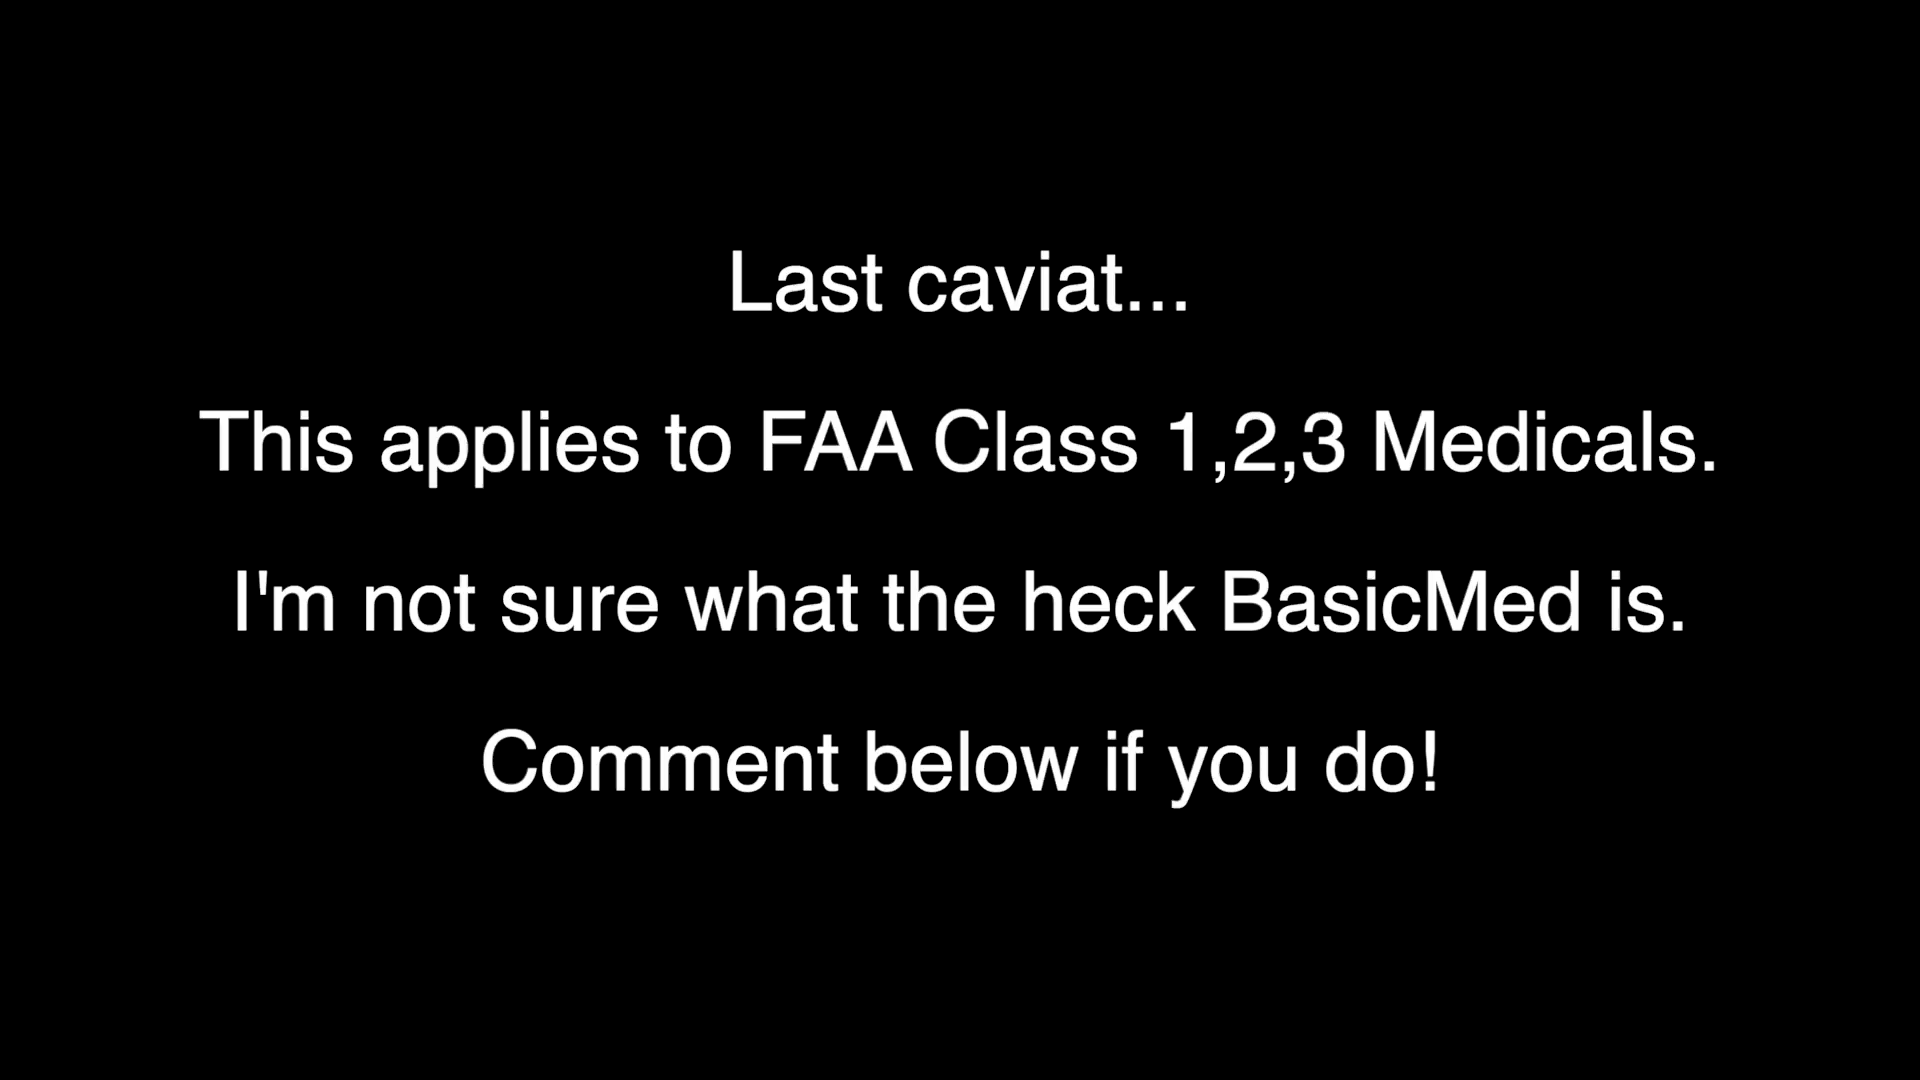 Last caviat...
This applies to FAA Class 1,2,3 Medicals.
I'm not sure what the heck BasicMed is.
Comment below if you do!